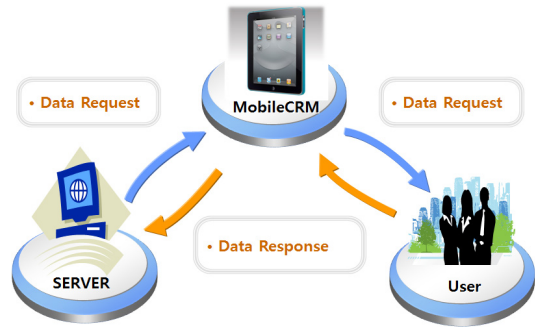 MobileCRM
• Data Request
• Data Request
• Data Response
SERVER
User